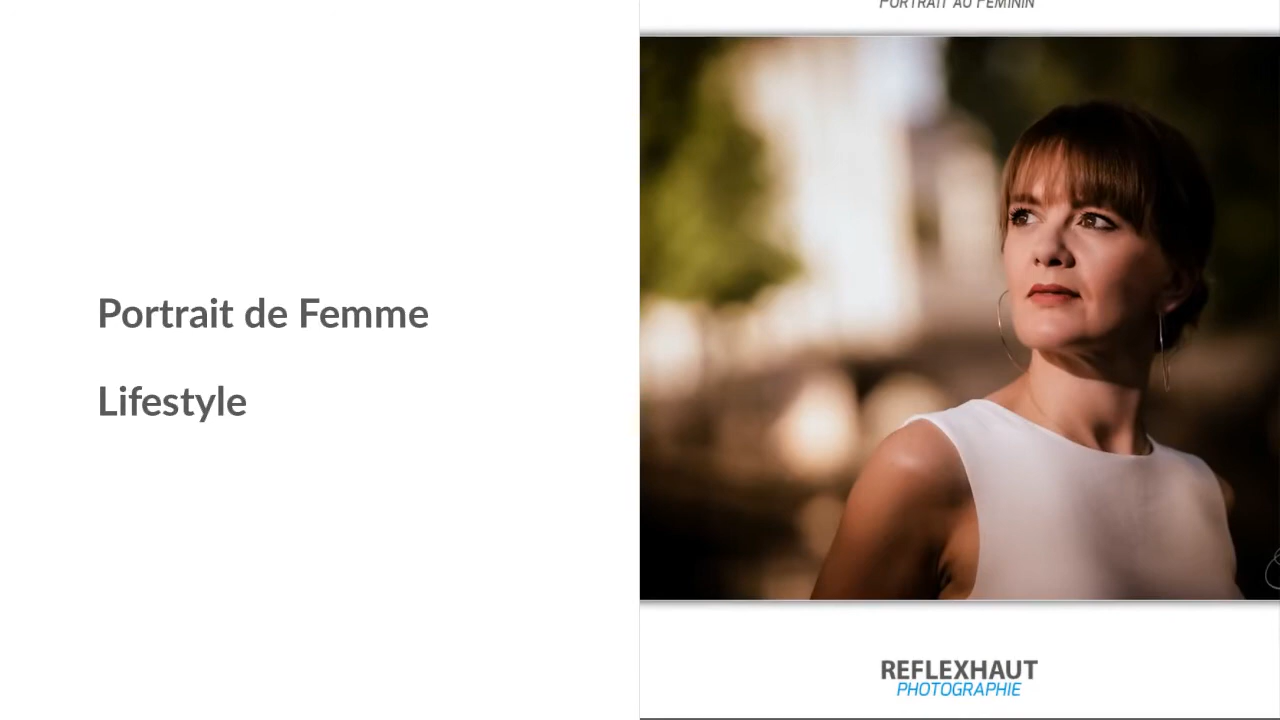 Portrait de Femme
Lifestyle
PORTRAIT AU FÉMININ
REFLEXHAUT
PHOTOGRAPHIE